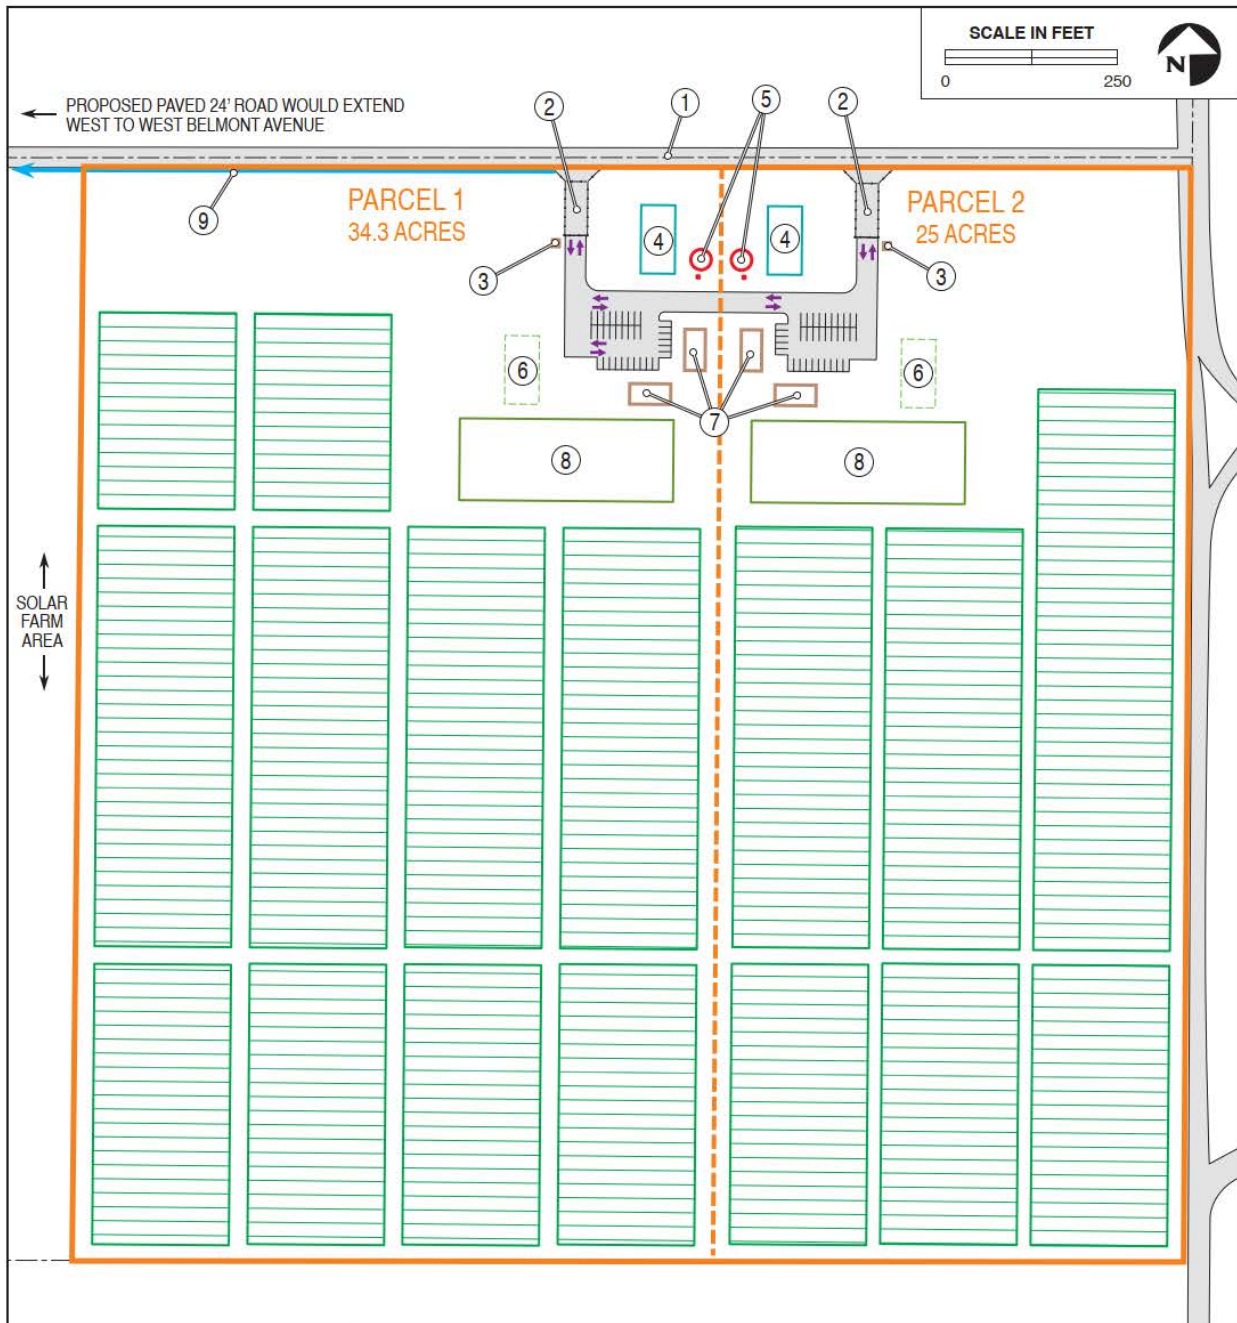 SCALE IN FEET
0 250
N
PROPOSED PAVED 24' ROAD WOULD EXTEND
WEST TO WEST BELMONT AVENUE
2
1
5
2
9
PARCEL 1
34.3 ACRES
PARCEL 2
25 ACRES
4
4
3
3
6
6
7
8
8
SOLAR
FARM
AREA